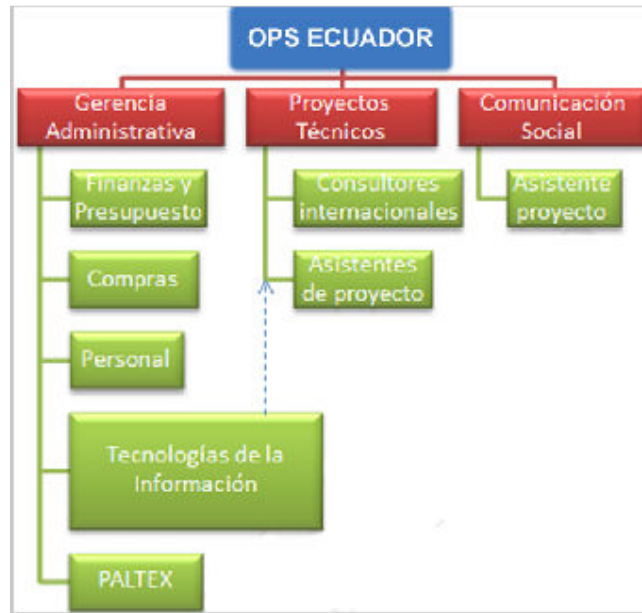 OPS ECUADOR
Gerencia
Administrativa
Proyectos
Técnicos
Comunicación
Social
Finanzas y
Presupuesto
Compras
Personal
Tecnologías de la
Información
PALTEX
Consultores
internacionales
Asistentes
de proyecto
Asistente
proyecto